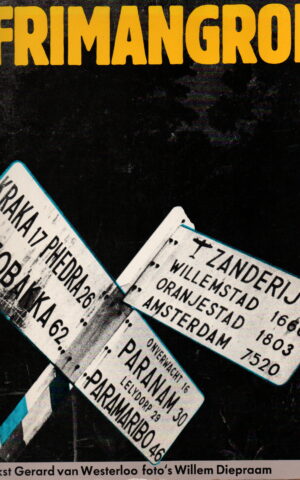 FRIMANGRO
KRAKA 17 PHEDRA 26
OBAKKA 62
ONVERWACHT 16
PARANAM 30
LELYDORP 29
PARAMARIBO 46
ZANDERIJ
WILLEMSTAD 166
ORANJESTAD 1803
AMSTERDAM 7520
kst Gerard van Westerloo foto's Willem Diepraam